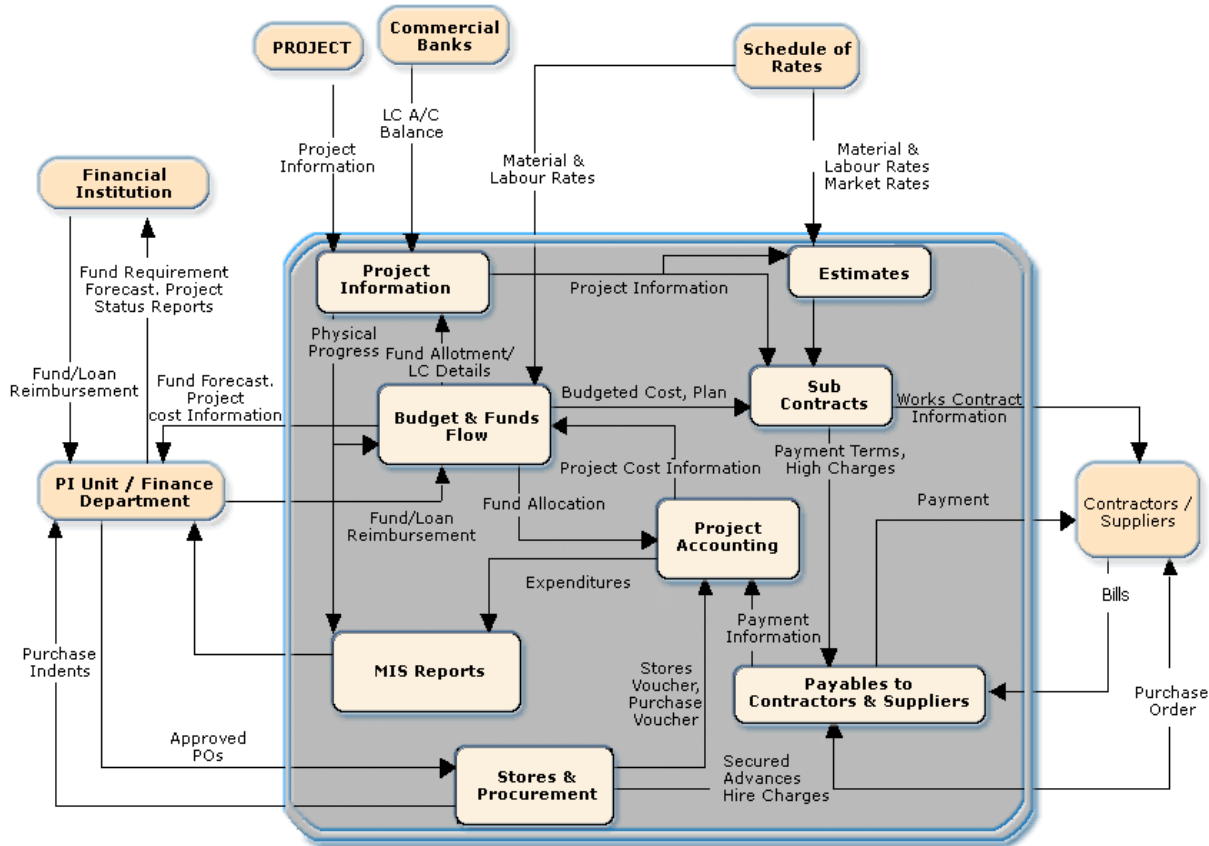 PROJECT
Commercial
Banks
Schedule of
Rates
LC A/C
Balance
Project
Information
Material &
Labour Rates
Material &
Labour Rates
Market Rates
Financial
Institution
Fund Requirement
Forecast. Project
Status Reports
Project
Information
Project Information
Estimates
Physical
Progress
Fund Allotment/
LC Details
Fund/Loan
Reimbursement
Fund Forecast.
Project
cost Information
Budget & Funds
Flow
Budgeted Cost, Plan
Sub
Contracts
Works Contract
Information
Payment Terms,
High Charges
Project Cost Information
PI Unit / Finance
Department
Fund/Loan
Reimbursement
Fund Allocation
Project
Accounting
Payment
Contractors /
Suppliers
Expenditures
Bills
Payment
Information
Purchase
Indents
MIS Reports
Stores
Voucher,
Purchase
Voucher
Payables to
Contractors & Suppliers
Purchase
Order
Approved
POs
Stores &
Procurement
Secured
Advances
Hire Charges